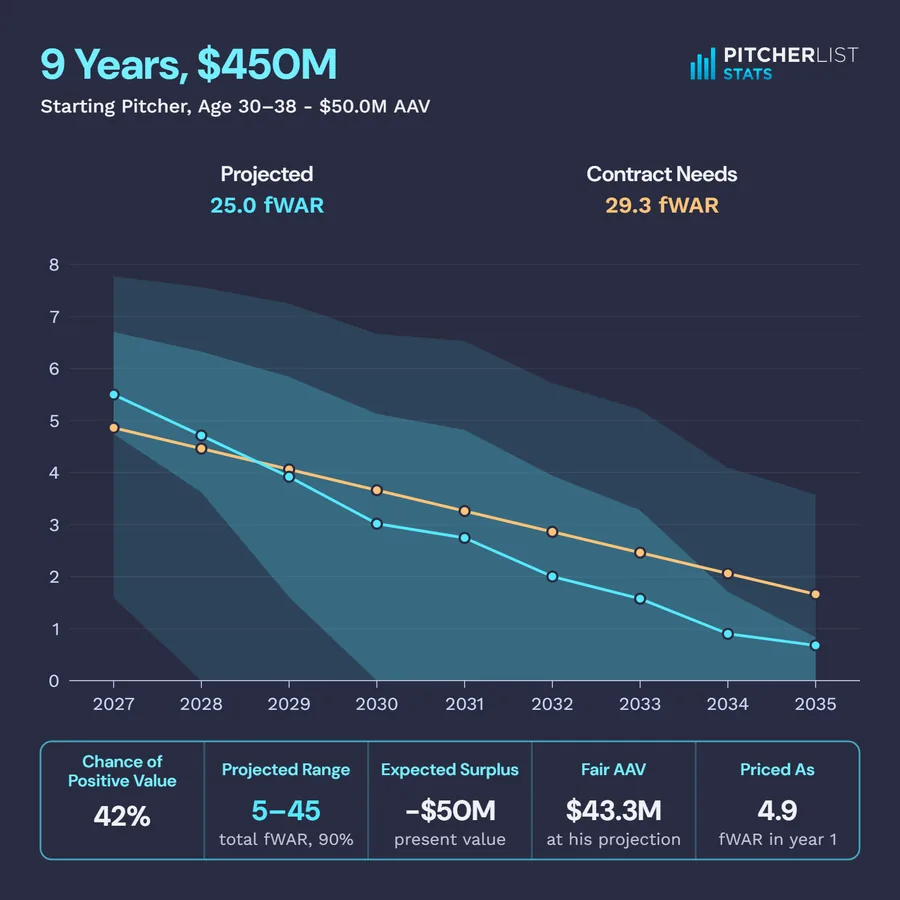 9 Years, $450M
PITCHERLIST
STATS
Starting Pitcher, Age 30–38 - $50.0M AAV
Projected
25.0 fWAR
Contract Needs
29.3 fWAR
8
7
6
5
4
3
2
1
0
2027 2028 2029 2030 2031 2032 2033 2034 2035
Chance of
Positive Value
42%
Projected Range
5–45
total fWAR, 90%
Expected Surplus
-$50M
present value
Fair AAV
$43.3M
at his projection
Priced As
4.9
fWAR in year 1